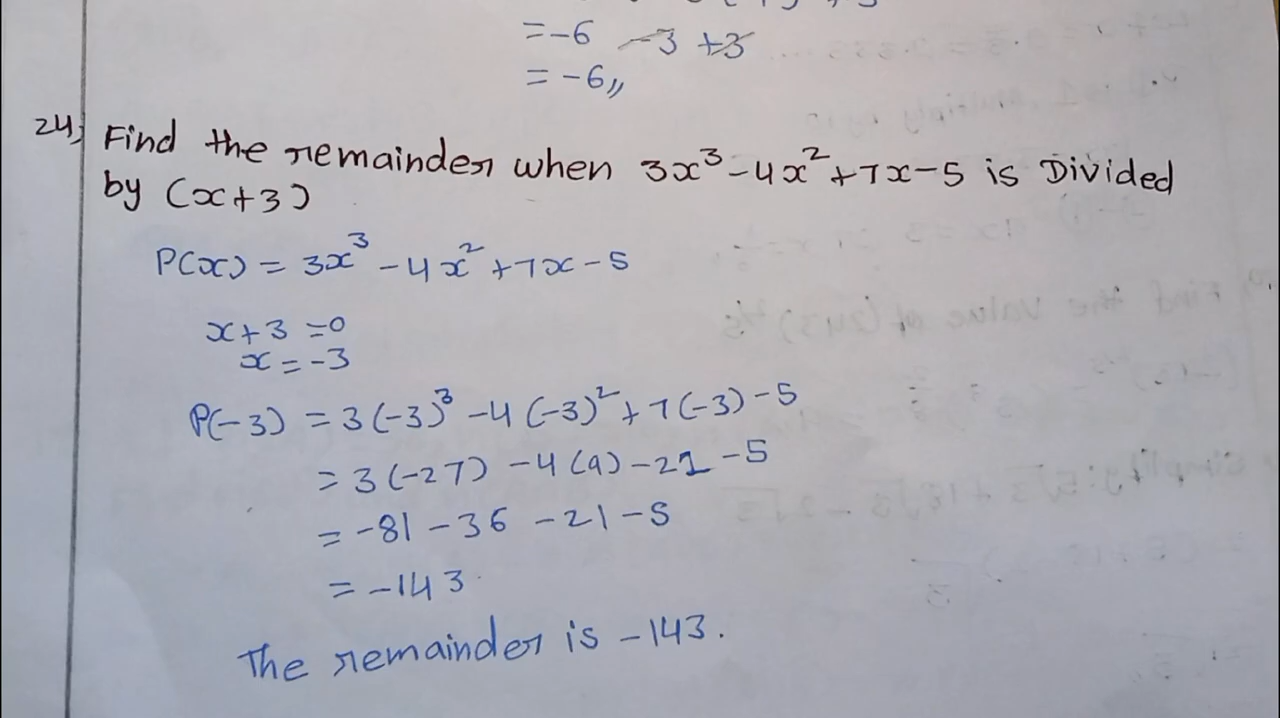 =-6 -3 +3
= -6,,
24) Find the remainder when 3x³-4x²+7x-5 is Divided
by (x+3)
P(x) = 3x³ -4x²+7x-5
x+3 =0
x=-3
P(-3) = 3(-3)³ -4(-3)²+7(-3)-5
= 3(-27) -4(9)-21 -5
= -81 -36 -21-5
= -143
The remainder is -143.